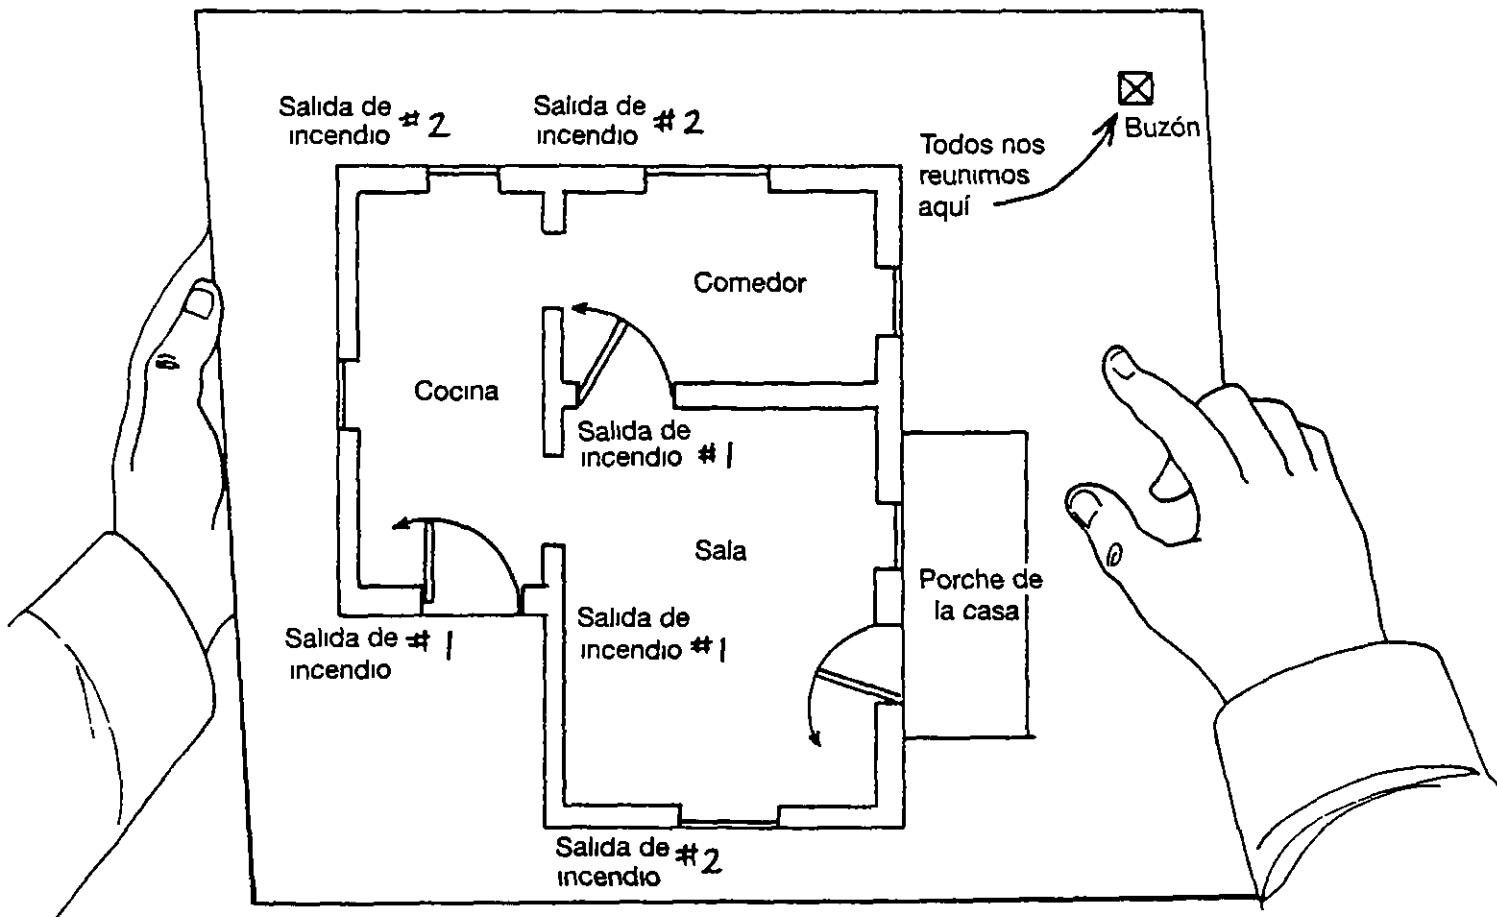 Salida de
incendio #2
Salida de
incendio #2
Buzón
Todos nos
reunimos
aquí
Comedor
Cocina
Salida de
incendio #1
Sala
Porche de
la casa
Salida de #1
incendio
Salida de
incendio #1
Salida de #2
incendio